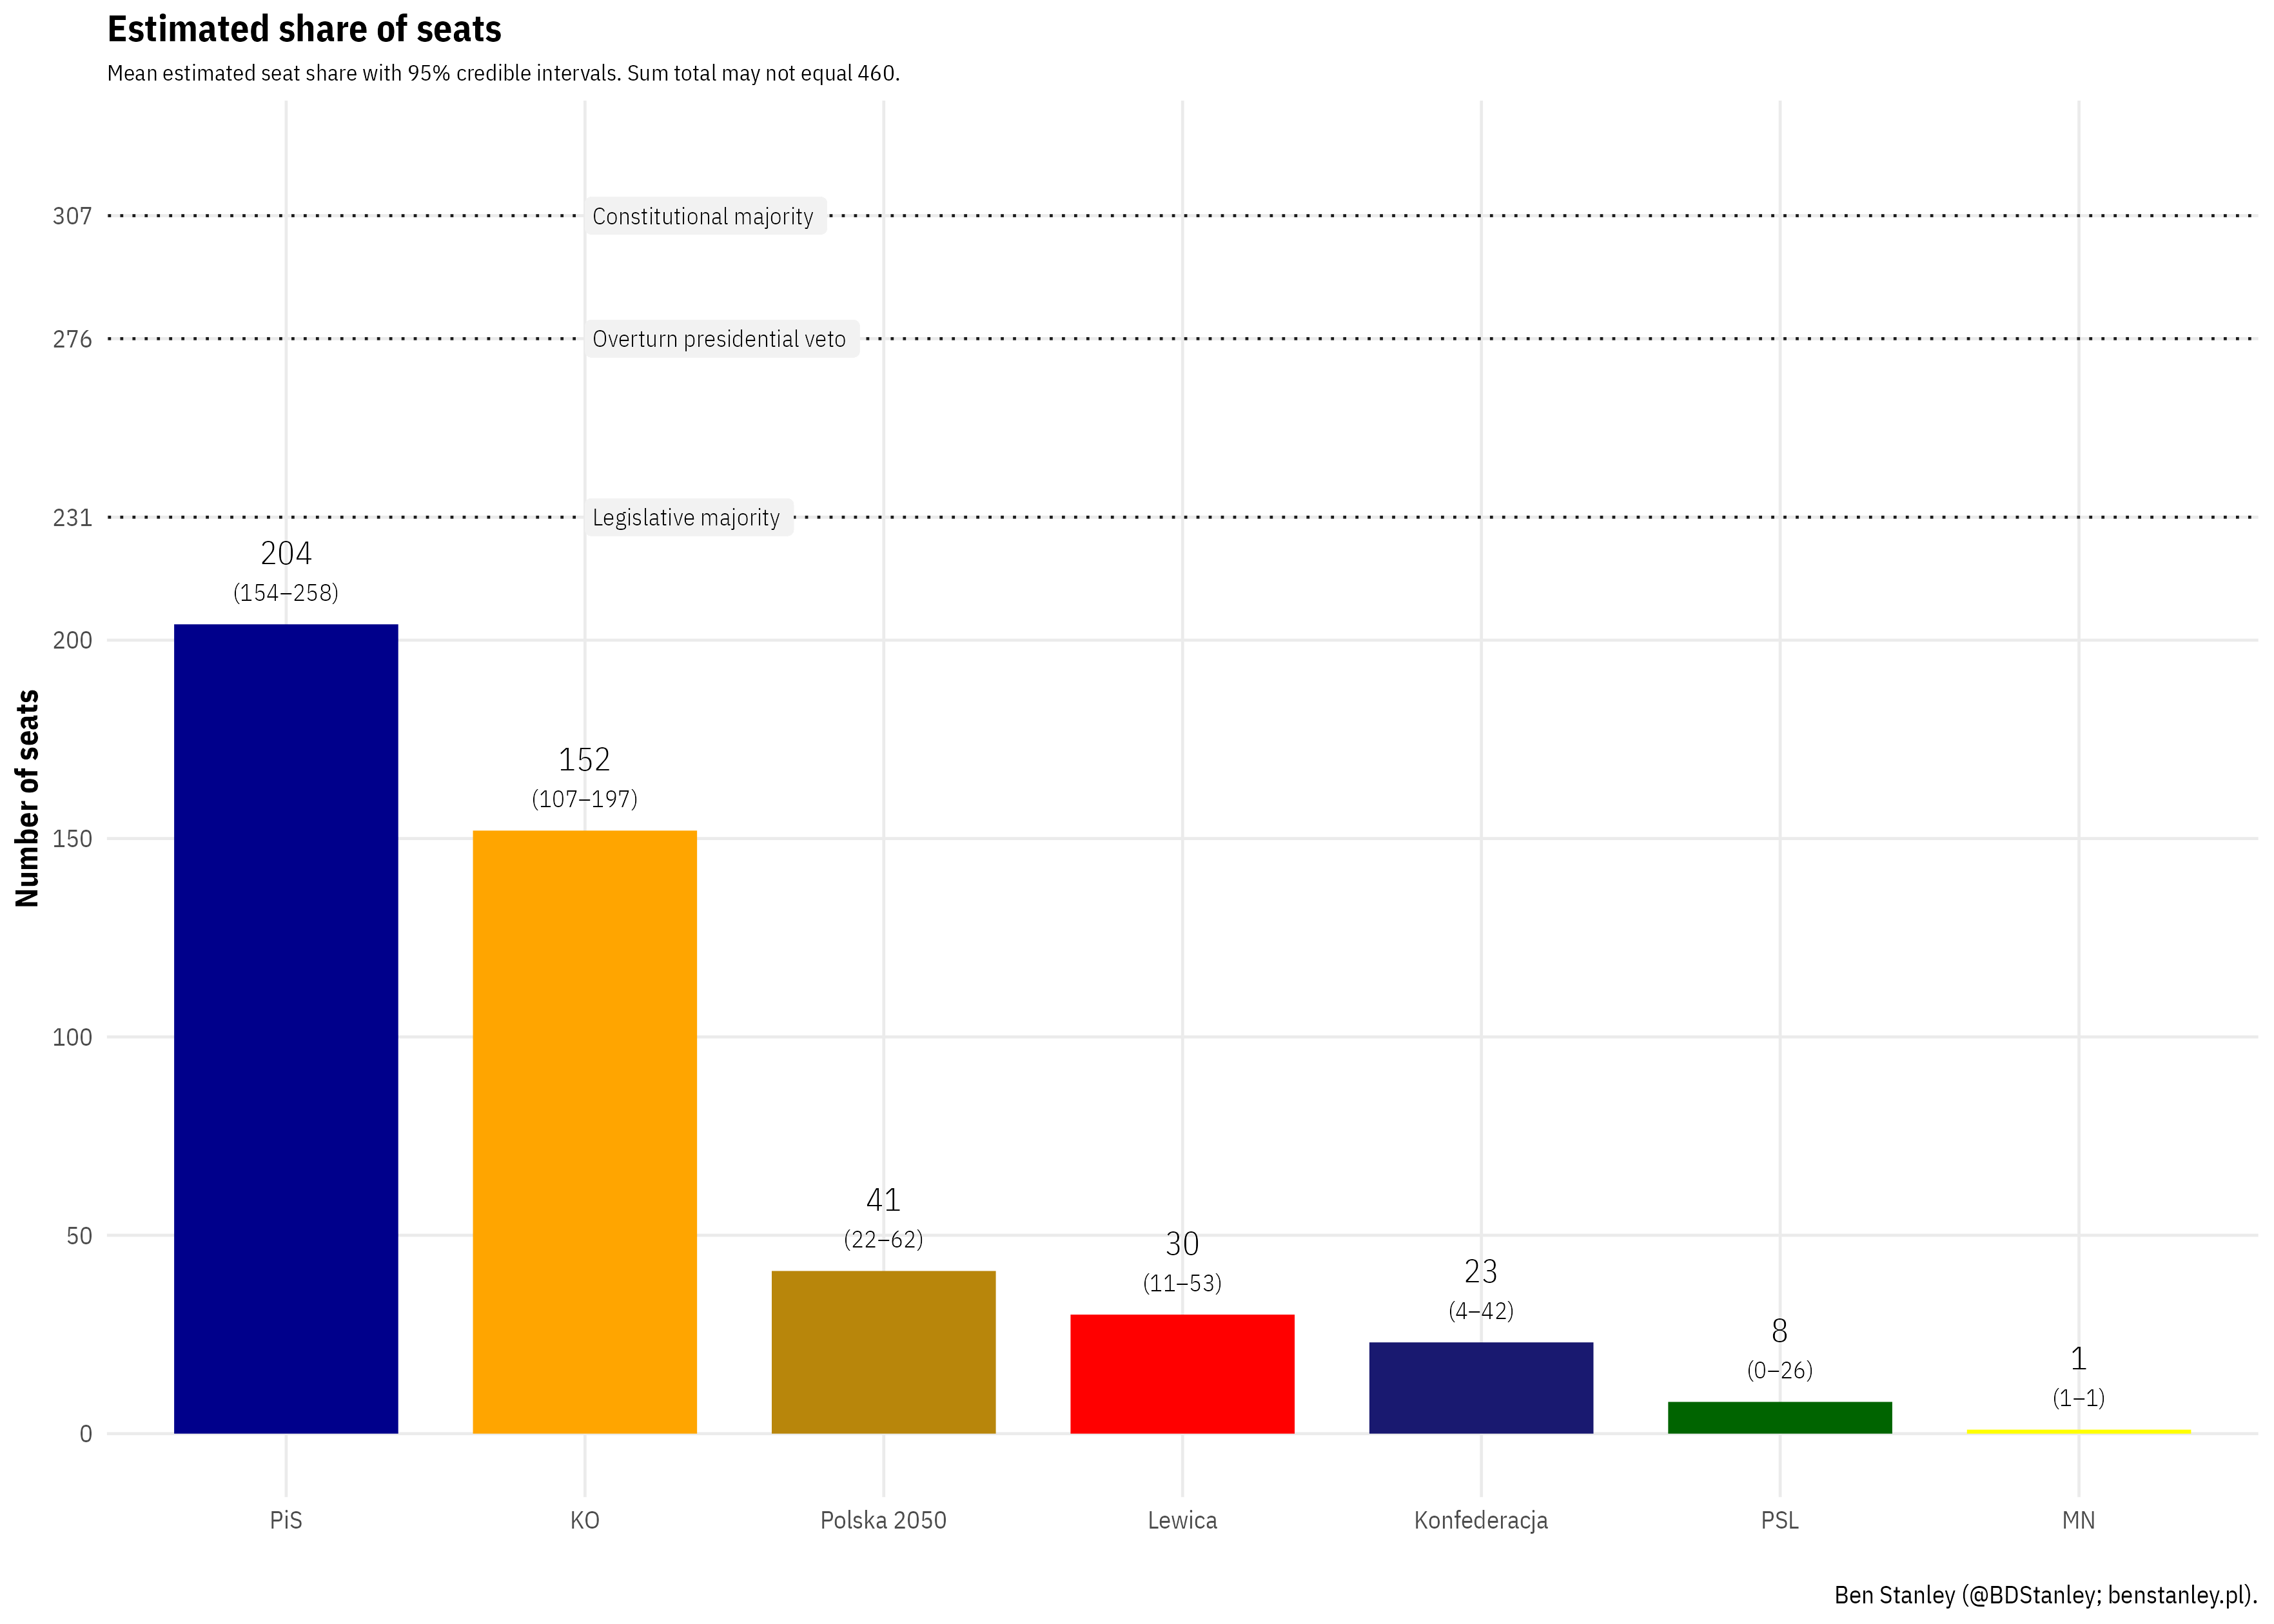 Estimated share of seats
Mean estimated seat share with 95% credible intervals. Sum total may not equal 460.
Number of seats
307
Constitutional majority
276
Overturn presidential veto
231
Legislative majority
200
150
100
50
0
204
(154–258)
152
(107–197)
41
(22–62)
30
(11–53)
23
(4–42)
8
(0–26)
1
(1–1)
PiS
KO
Polska 2050
Lewica
Konfederacja
PSL
MN
Ben Stanley (@BDStanley; benstanley.pl).